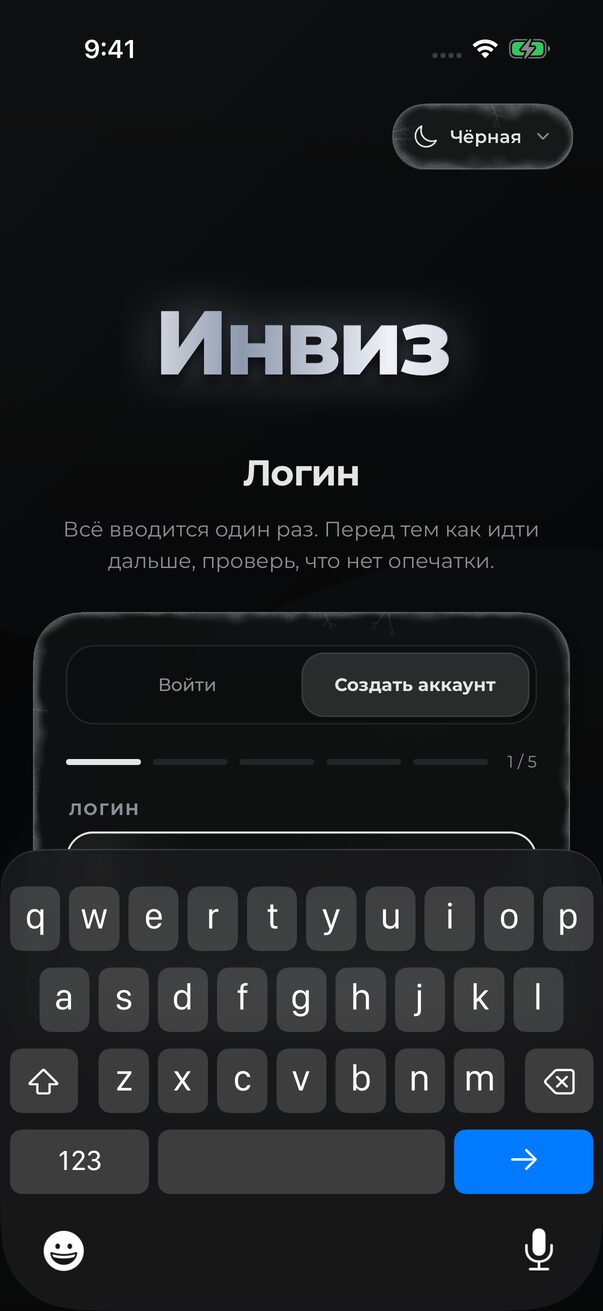 9:41
Чёрная
Инвиз
Логин
Всё вводится один раз. Перед тем как идти
дальше, проверь, что нет опечатки.
Войти
Создать аккаунт
1 / 5
ЛОГИН
q w e r t y u i o p
a s d f g h j k l
z x c v b n m
123